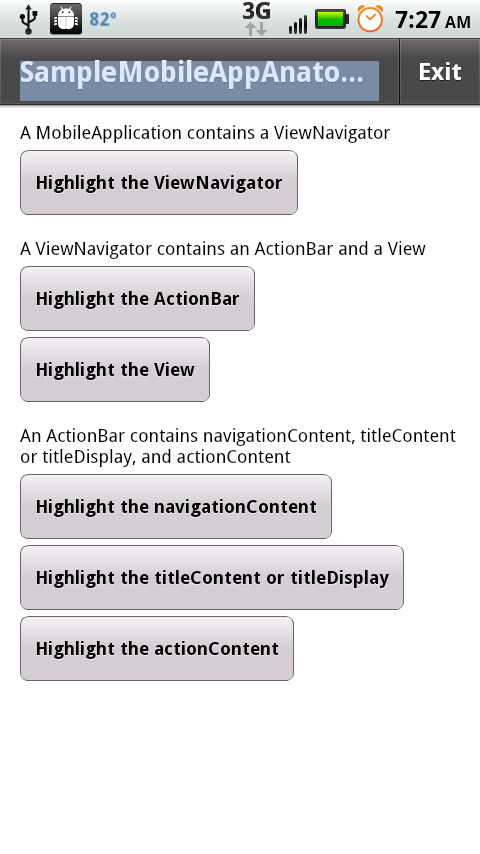 82° 3G 7:27 AM
SampleMobileAppAnato... Exit
A MobileApplication contains a ViewNavigator
Highlight the ViewNavigator
A ViewNavigator contains an ActionBar and a View
Highlight the ActionBar
Highlight the View
An ActionBar contains navigationContent, titleContent
or titleDisplay, and actionContent
Highlight the navigationContent
Highlight the titleContent or titleDisplay
Highlight the actionContent